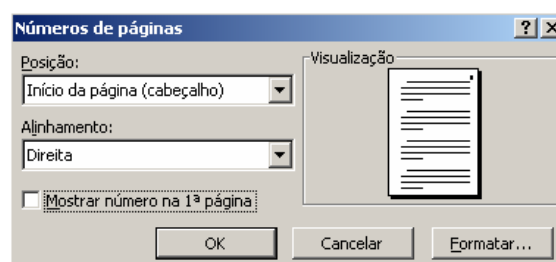 Números de páginas
Posição:
Visualização
Início da página (cabeçalho)
Alinhamento:
Direita
Mostrar número na 1ª página
OK
Cancelar
Formatar...